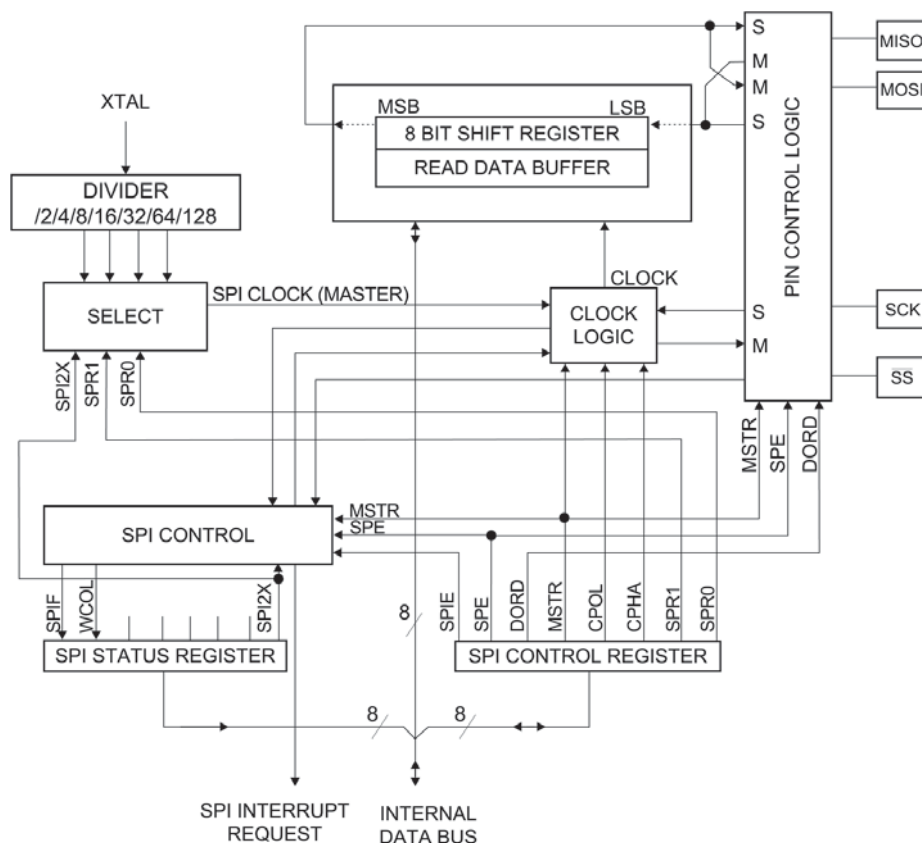 S
MISO
M
XTAL
M
MOSI
MSB
LSB
S
8 BIT SHIFT REGISTER
READ DATA BUFFER
DIVIDER
/2/4/8/16/32/64/128
PIN CONTROL LOGIC
SPI CLOCK (MASTER)
CLOCK
SELECT
CLOCK
LOGIC
S
SCK
M
SS
SPI2X
SPR1
SPR0
MSTR
SPE
DORD
MSTR
SPE
SPI CONTROL
SPIF
WCOL
SPI2X
8
SPIE
SPE
DORD
MSTR
CPOL
CPHA
SPR1
SPR0
SPI STATUS REGISTER
SPI CONTROL REGISTER
8
8
SPI INTERRUPT
REQUEST
INTERNAL
DATA BUS